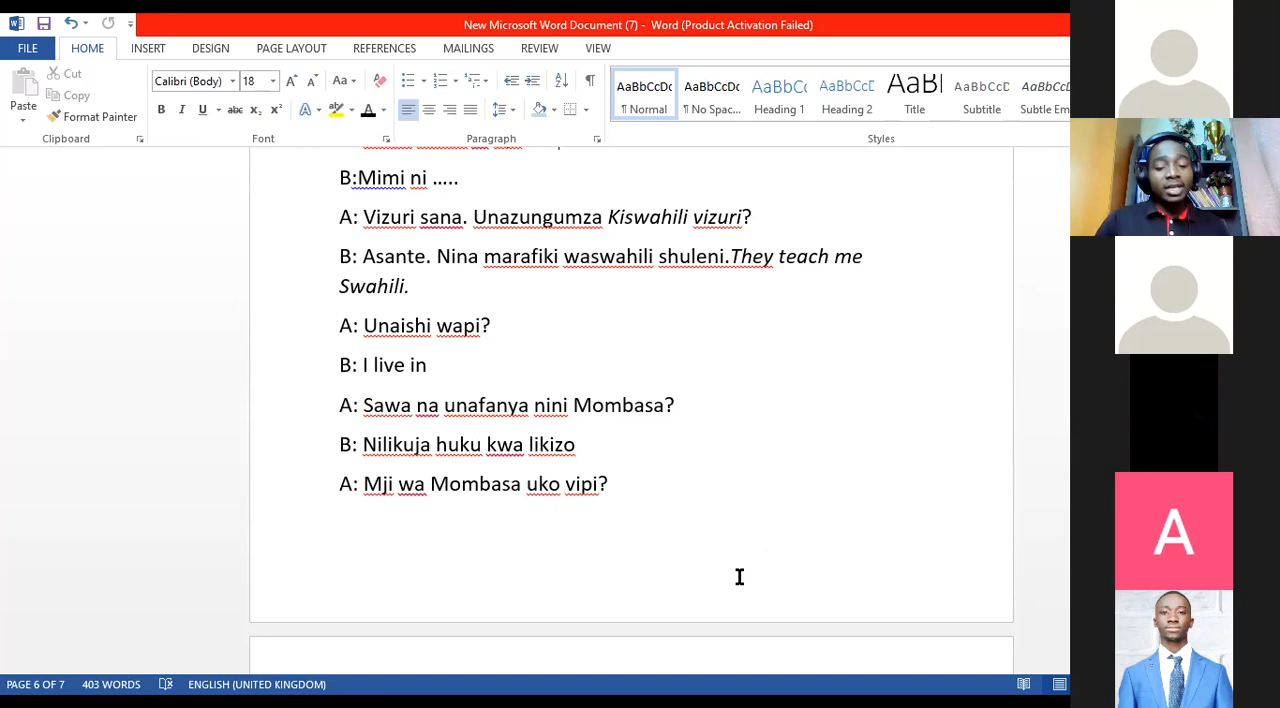 New Microsoft Word Document (7) - Word (Product Activation Failed)
FILE HOME INSERT DESIGN PAGE LAYOUT REFERENCES MAILINGS REVIEW VIEW
Cut
Copy
Paste
Format Painter
Calibri (Body) 18
AaBbCcDc AaBbCcDc AaBbCc AaBbCcD AaBl AaBbCcD AaBbCcDc
¶ Normal ¶ No Spac... Heading 1 Heading 2 Title Subtitle Subtle Em
Clipboard Font Paragraph Styles
B:Mimi ni .....
A: Vizuri sana. Unazungumza Kiswahili vizuri?
B: Asante. Nina marafiki waswahili shuleni.They teach me
Swahili.
A: Unaishi wapi?
B: I live in
A: Sawa na unafanya nini Mombasa?
B: Nilikuja huku kwa likizo
A: Mji wa Mombasa uko vipi?
A
PAGE 6 OF 7 403 WORDS ENGLISH (UNITED KINGDOM)